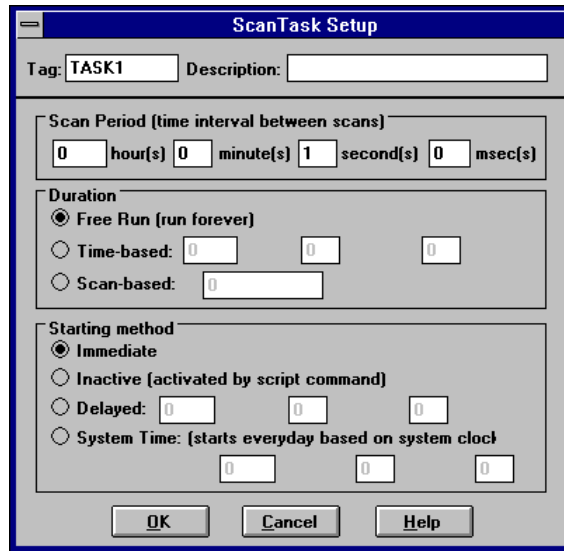 ScanTask Setup
Tag: TASK1 Description:
Scan Period (time interval between scans)
0 hour(s) 0 minute(s) 1 second(s) 0 msec(s)
Duration
Free Run (run forever)
Time-based: 0 0 0
Scan-based: 0
Starting method
Immediate
Inactive (activated by script command)
Delayed: 0 0 0
System Time: (starts everyday based on system clock
0 0 0
OK Cancel Help